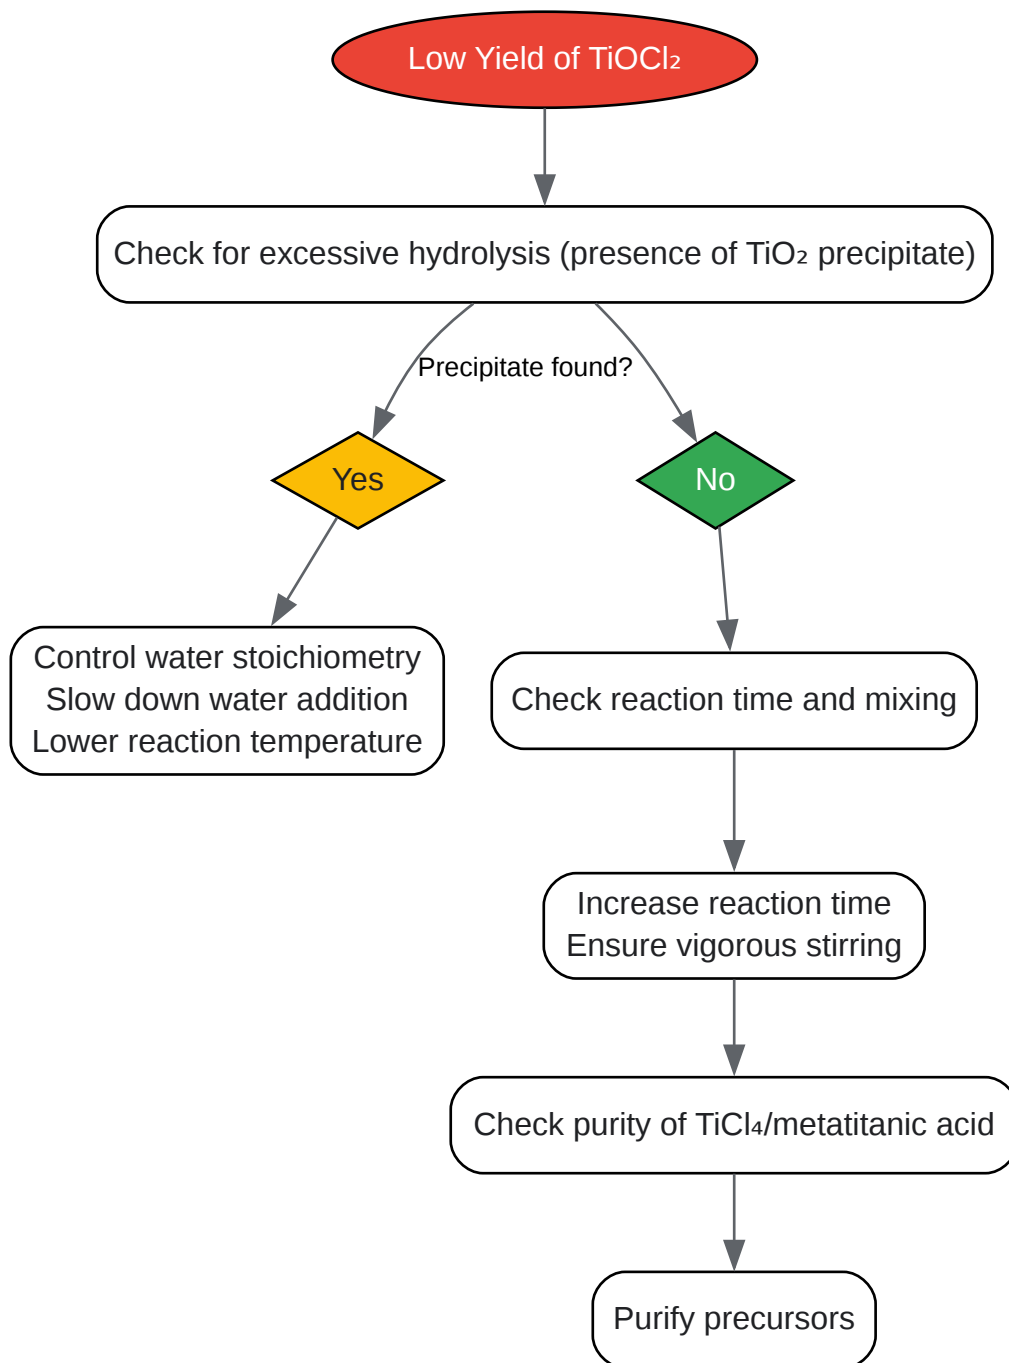 Low Yield of TiOCl₂
Check for excessive hydrolysis (presence of TiO₂ precipitate)
Precipitate found?
Yes
No
Control water stoichiometry
Slow down water addition
Lower reaction temperature
Check reaction time and mixing
Increase reaction time
Ensure vigorous stirring
Check purity of TiCl₄/metatitanic acid
Purify precursors